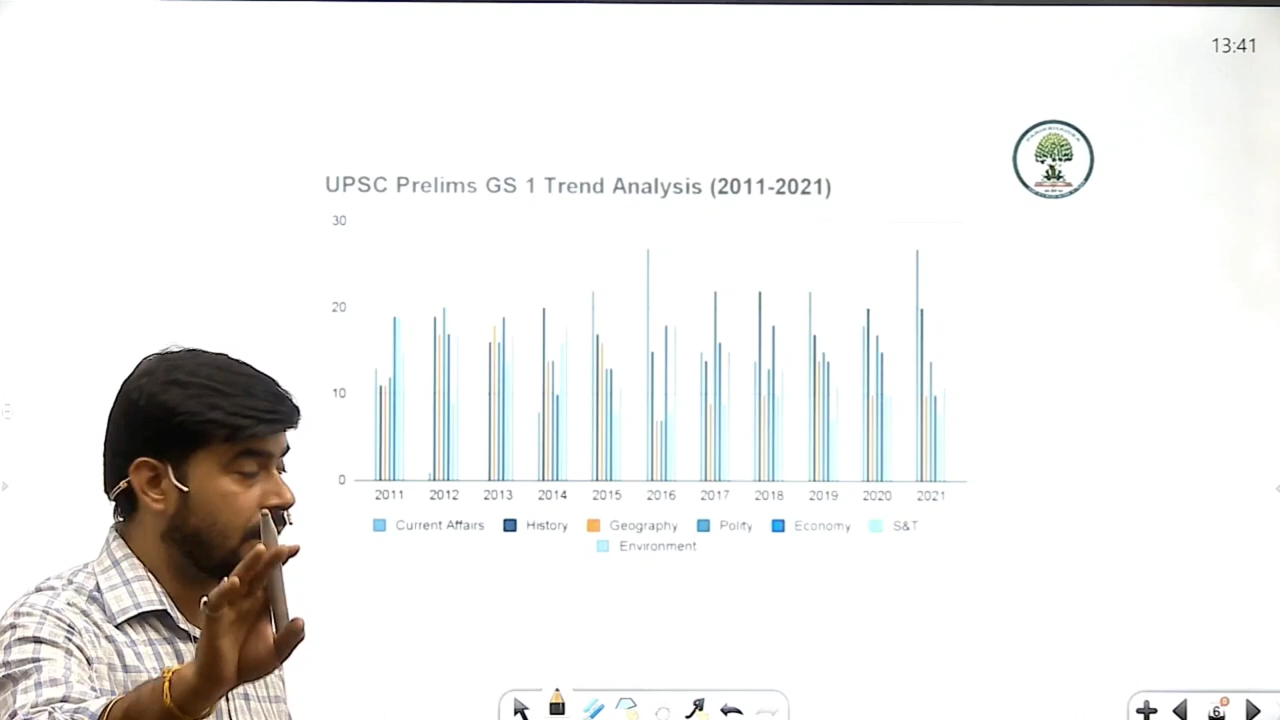 13:41
UPSC Prelims GS 1 Trend Analysis (2011-2021)
30
20
10
0
2011 2012 2013 2014 2015 2016 2017 2018 2019 2020 2021
Current Affairs History Geography Polity Economy S&T
Environment
6